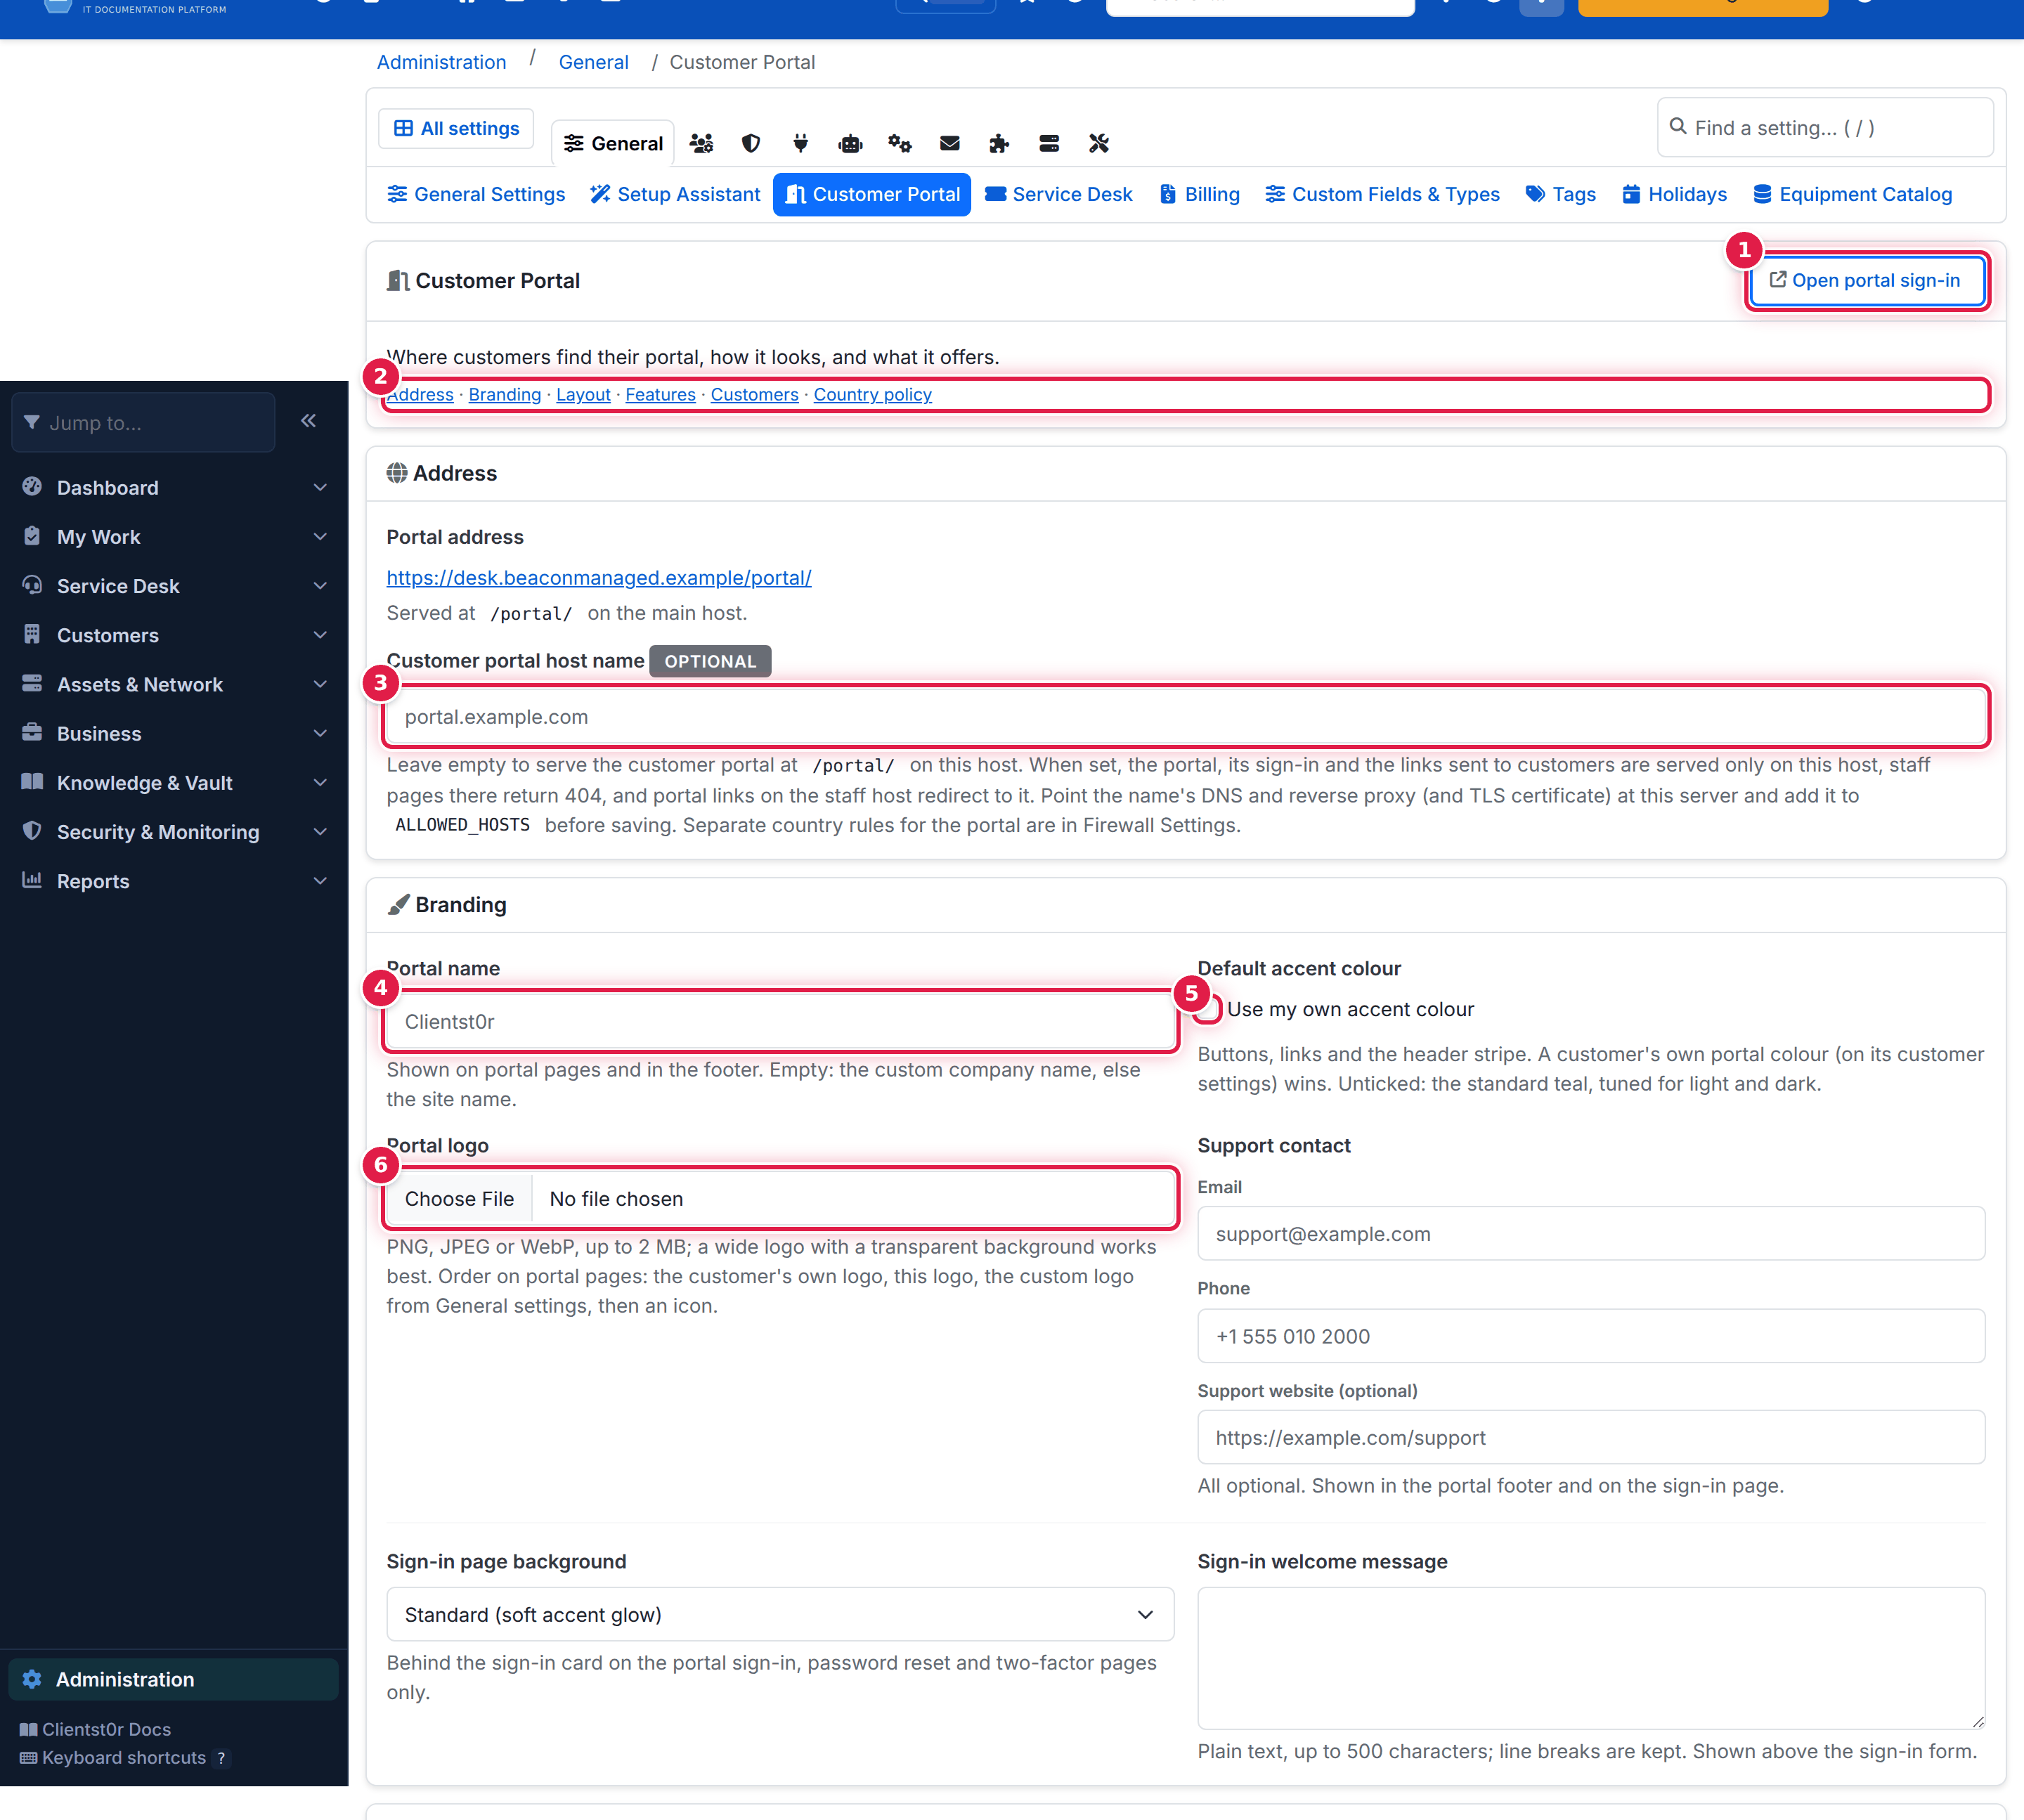 IT DOCUMENTATION PLATFORM
Administration / General / Customer Portal
All settings
General
Find a setting... ( / )
General Settings
Setup Assistant
Customer Portal
Service Desk
Billing
Custom Fields & Types
Tags
Holidays
Equipment Catalog
1
Customer Portal
Open portal sign-in
Where customers find their portal, how it looks, and what it offers.
2
Address · Branding · Layout · Features · Customers · Country policy
Jump to...
Dashboard
My Work
Service Desk
Customers
Assets & Network
Business
Knowledge & Vault
Security & Monitoring
Reports
Administration
Clientst0r Docs
Keyboard shortcuts ?
Address
Portal address
https://desk.beaconmanaged.example/portal/
Served at /portal/ on the main host.
Customer portal host name OPTIONAL
3
portal.example.com
Leave empty to serve the customer portal at /portal/ on this host. When set, the portal, its sign-in and the links sent to customers are served only on this host, staff
pages there return 404, and portal links on the staff host redirect to it. Point the name's DNS and reverse proxy (and TLS certificate) at this server and add it to
ALLOWED_HOSTS before saving. Separate country rules for the portal are in Firewall Settings.
Branding
Portal name
4
Clientst0r
Shown on portal pages and in the footer. Empty: the custom company name, else
the site name.
Default accent colour
5
Use my own accent colour
Buttons, links and the header stripe. A customer's own portal colour (on its customer
settings) wins. Unticked: the standard teal, tuned for light and dark.
Portal logo
6
Choose File
No file chosen
PNG, JPEG or WebP, up to 2 MB; a wide logo with a transparent background works
best. Order on portal pages: the customer's own logo, this logo, the custom logo
from General settings, then an icon.
Support contact
Email
support@example.com
Phone
+1 555 010 2000
Support website (optional)
https://example.com/support
All optional. Shown in the portal footer and on the sign-in page.
Sign-in page background
Standard (soft accent glow)
Behind the sign-in card on the portal sign-in, password reset and two-factor pages
only.
Sign-in welcome message
Plain text, up to 500 characters; line breaks are kept. Shown above the sign-in form.